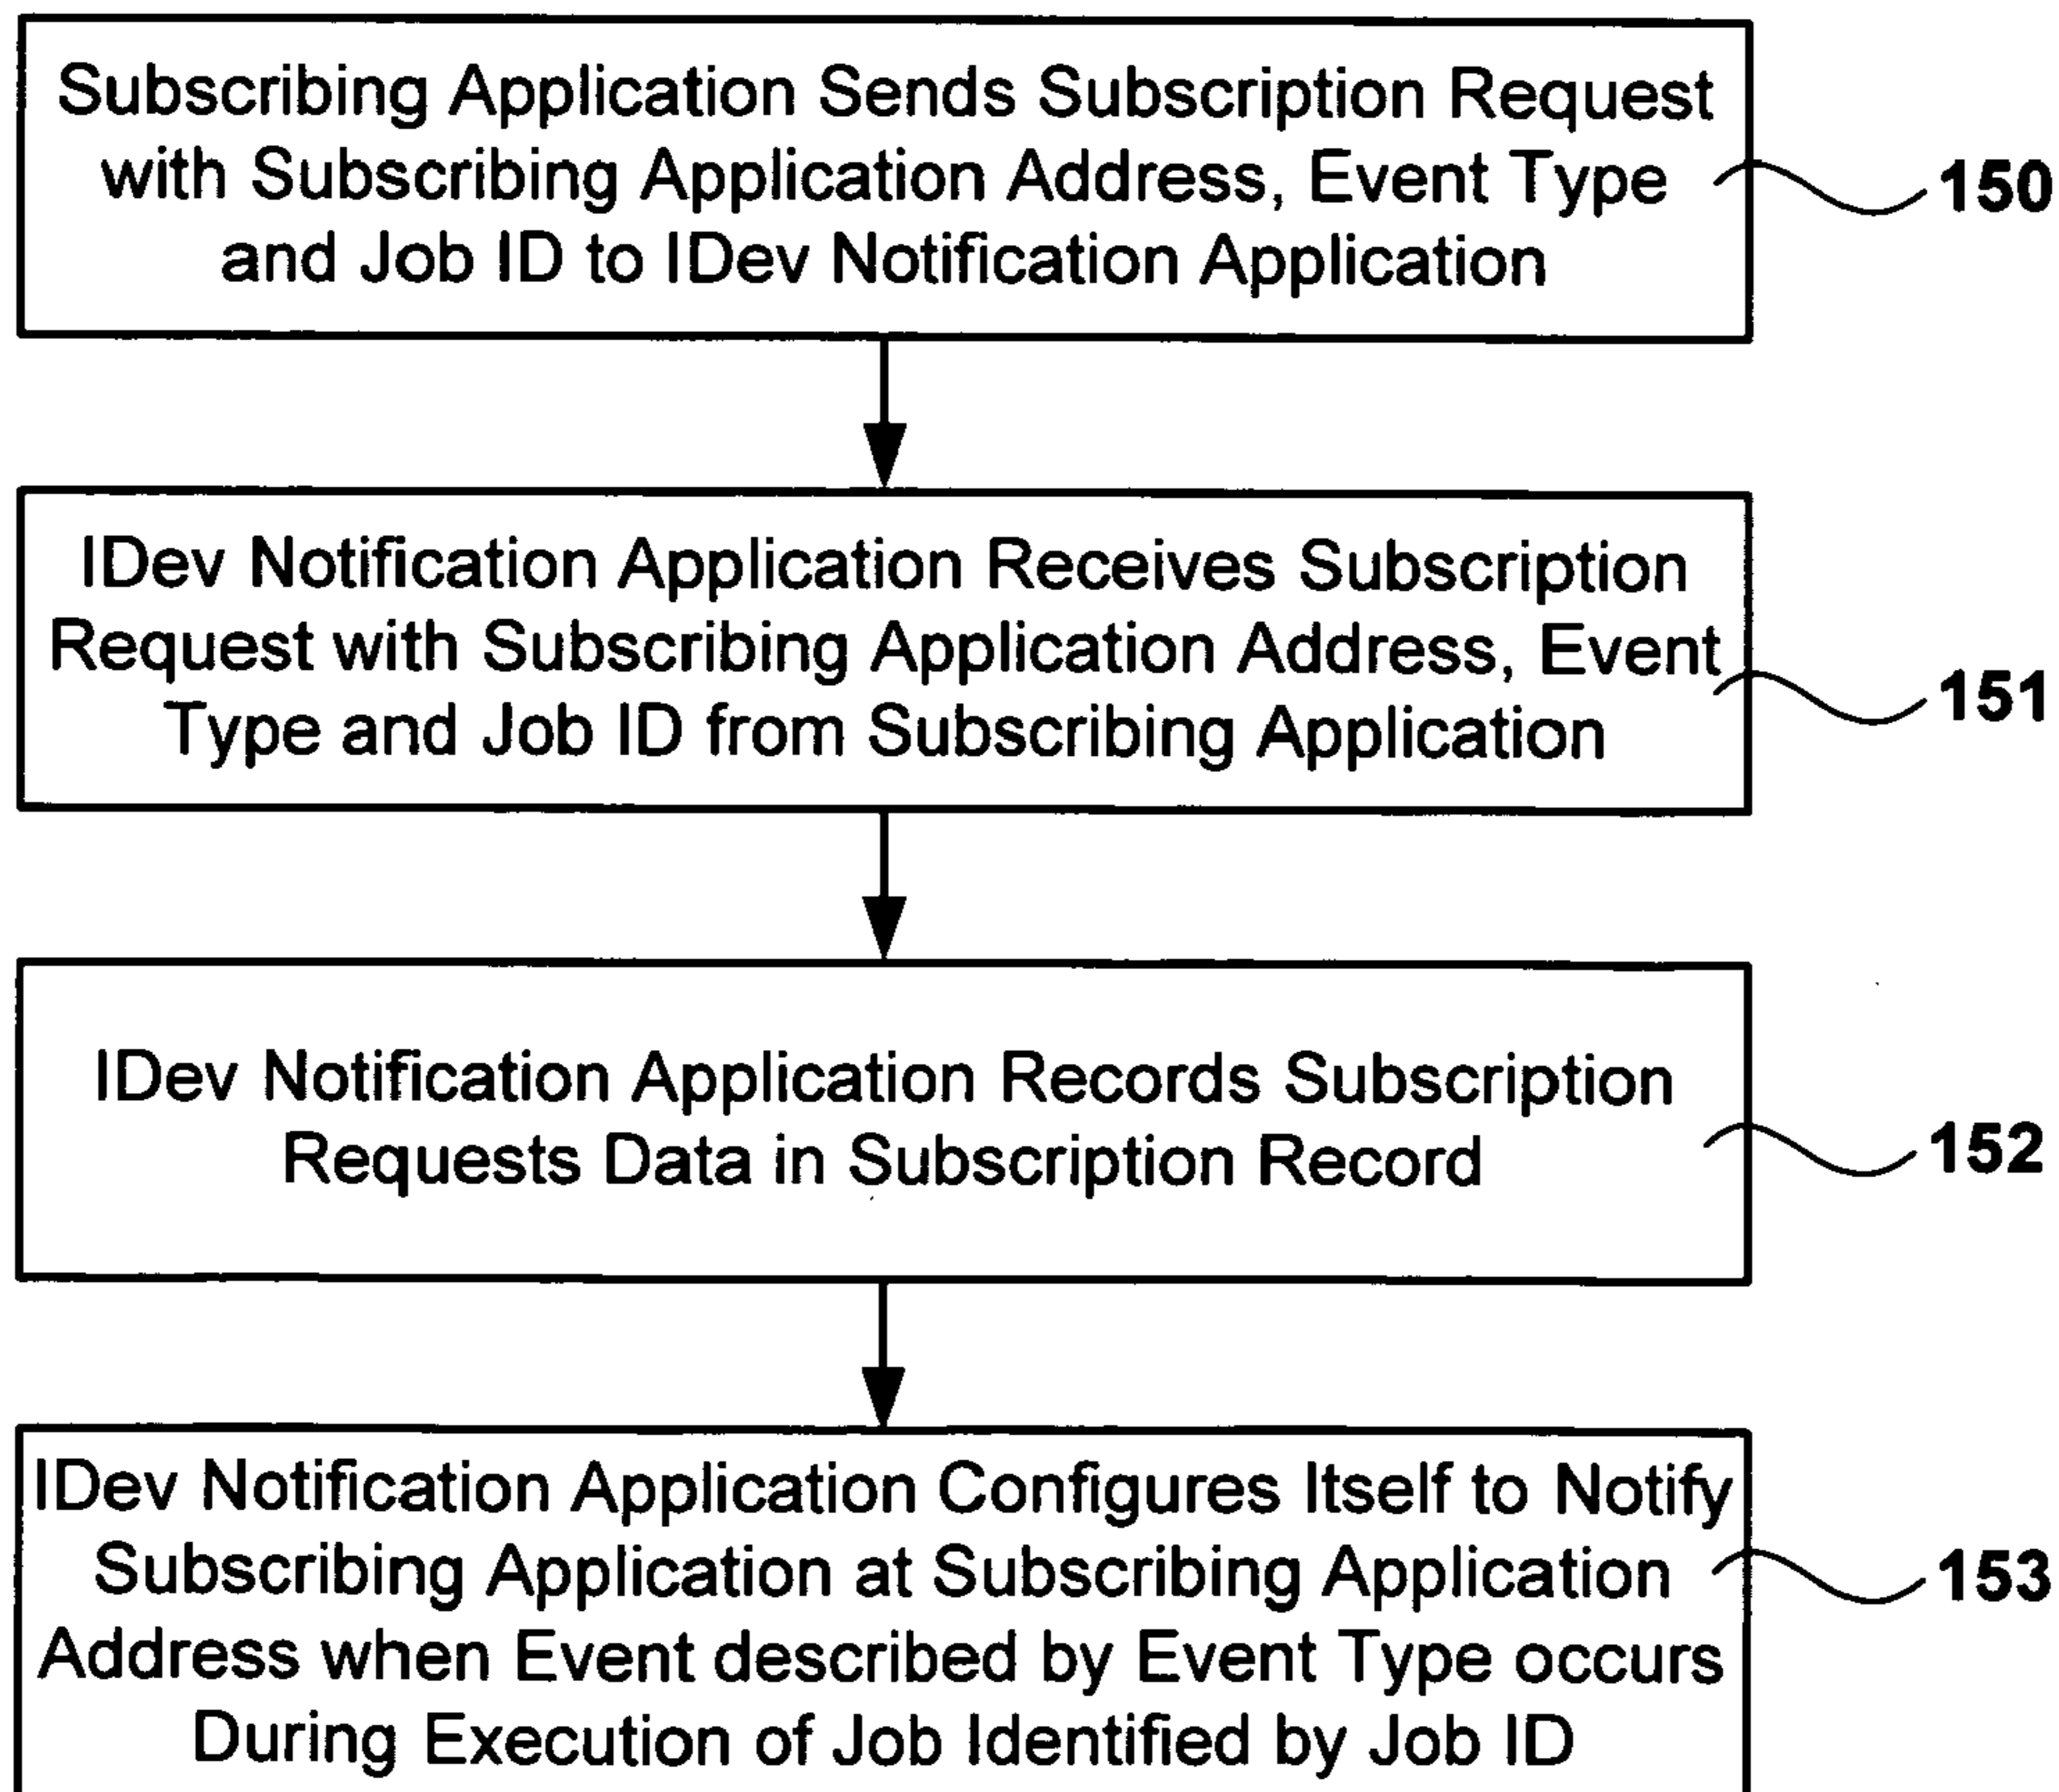 Subscribing Application Sends Subscription Request
with Subscribing Application Address, Event Type
and Job ID to IDev Notification Application
150
IDev Notification Application Receives Subscription
Request with Subscribing Application Address, Event
Type and Job ID from Subscribing Application
151
IDev Notification Application Records Subscription
Requests Data in Subscription Record
152
IDev Notification Application Configures Itself to Notify
Subscribing Application at Subscribing Application
Address when Event described by Event Type occurs
During Execution of Job Identified by Job ID
153